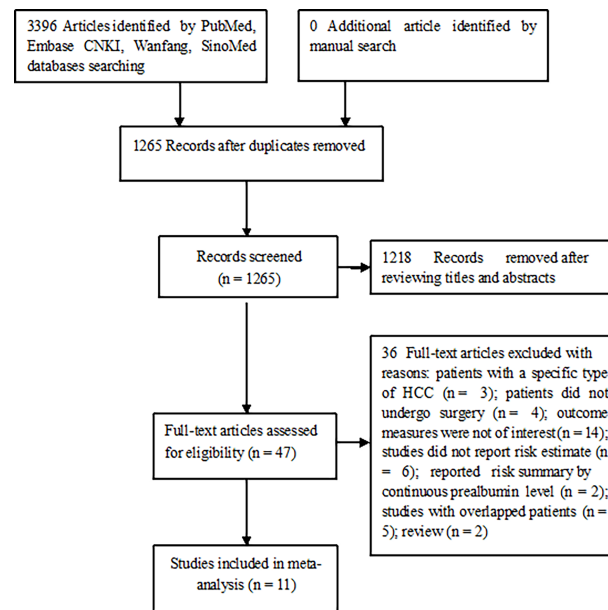 3396 Articles identified by PubMed,
Embase CNKI, Wanfang, SinoMed
databases searching
0 Additional article identified by
manual search
1265 Records after duplicates removed
Records screened
(n = 1265)
1218 Records removed after
reviewing titles and abstracts
Full-text articles assessed
for eligibility (n = 47)
36 Full-text articles excluded with
reasons: patients with a specific type
of HCC (n = 3); patients did not
undergo surgery (n = 4); outcome
measures were not of interest (n = 14);
studies did not report risk estimate (n
= 6); reported risk summary by
continuous prealbumin level (n = 2);
studies with overlapped patients (n =
5); review (n = 2)
Studies included in meta-
analysis (n = 11)